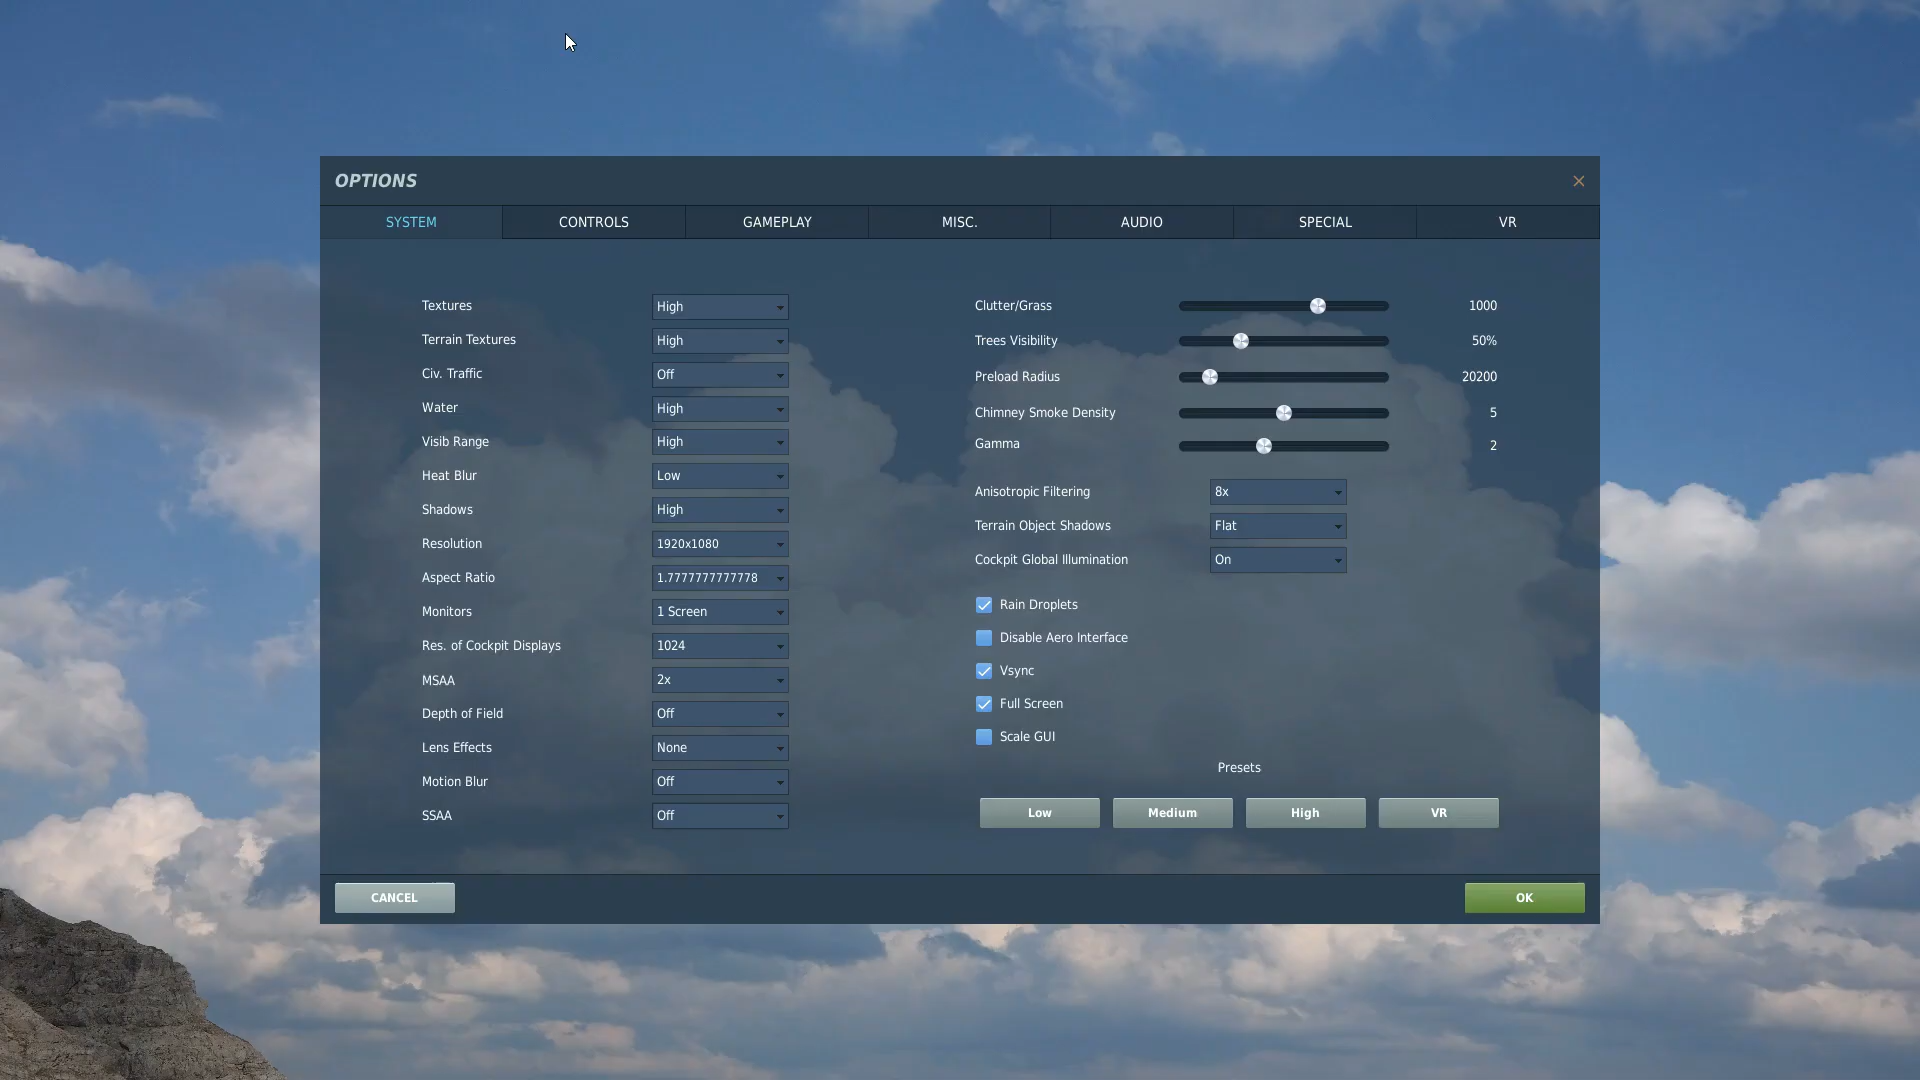 OPTIONS
SYSTEM CONTROLS GAMEPLAY MISC. AUDIO SPECIAL VR
Textures High
Terrain Textures High
Civ. Traffic Off
Water High
Visib Range High
Heat Blur Low
Shadows High
Resolution 1920x1080
Aspect Ratio 1.7777777777778
Monitors 1 Screen
Res. of Cockpit Displays 1024
MSAA 2x
Depth of Field Off
Lens Effects None
Motion Blur Off
SSAA Off
Clutter/Grass 1000
Trees Visibility 50%
Preload Radius 20200
Chimney Smoke Density 5
Gamma 2
Anisotropic Filtering 8x
Terrain Object Shadows Flat
Cockpit Global Illumination On
Rain Droplets
Disable Aero Interface
Vsync
Full Screen
Scale GUI
Presets
Low Medium High VR
CANCEL OK